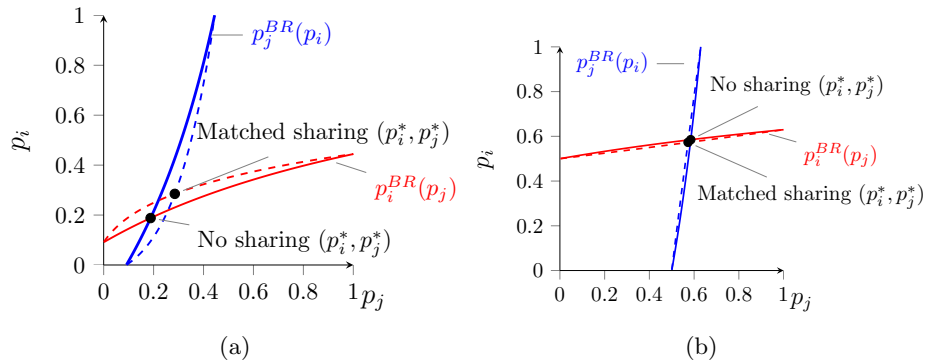 1
0.8
0.6
0.4
0.2
0
0 0.2 0.4 0.6 0.8 1
p_i
p_j
p_j^{BR}(p_i)
Matched sharing (p_i^*, p_j^*)
p_i^{BR}(p_j)
No sharing (p_i^*, p_j^*)
(a)
1
0.8
0.6
0.4
0.2
0
0 0.2 0.4 0.6 0.8 1
p_i
p_j
p_j^{BR}(p_i)
No sharing (p_i^*, p_j^*)
p_i^{BR}(p_j)
Matched sharing (p_i^*, p_j^*)
(b)